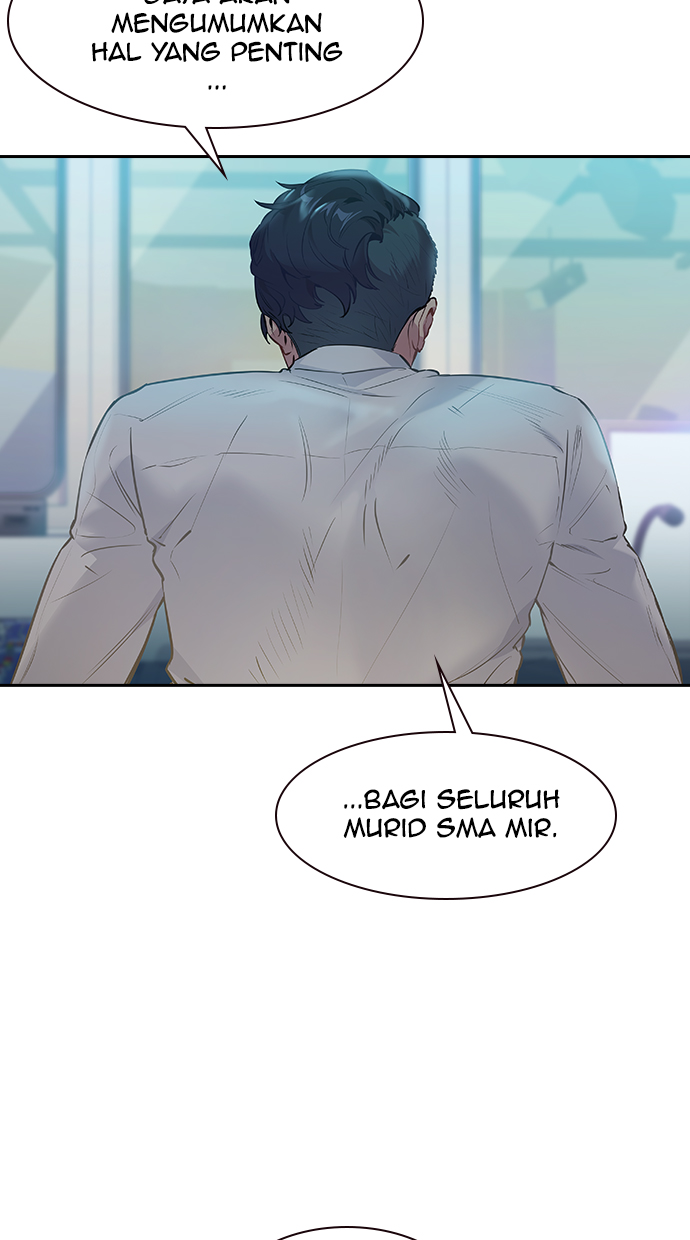 MENGUMUMKAN
HAL YANG PENTING
...
...BAGI SELURUH
MURID SMA MIR.